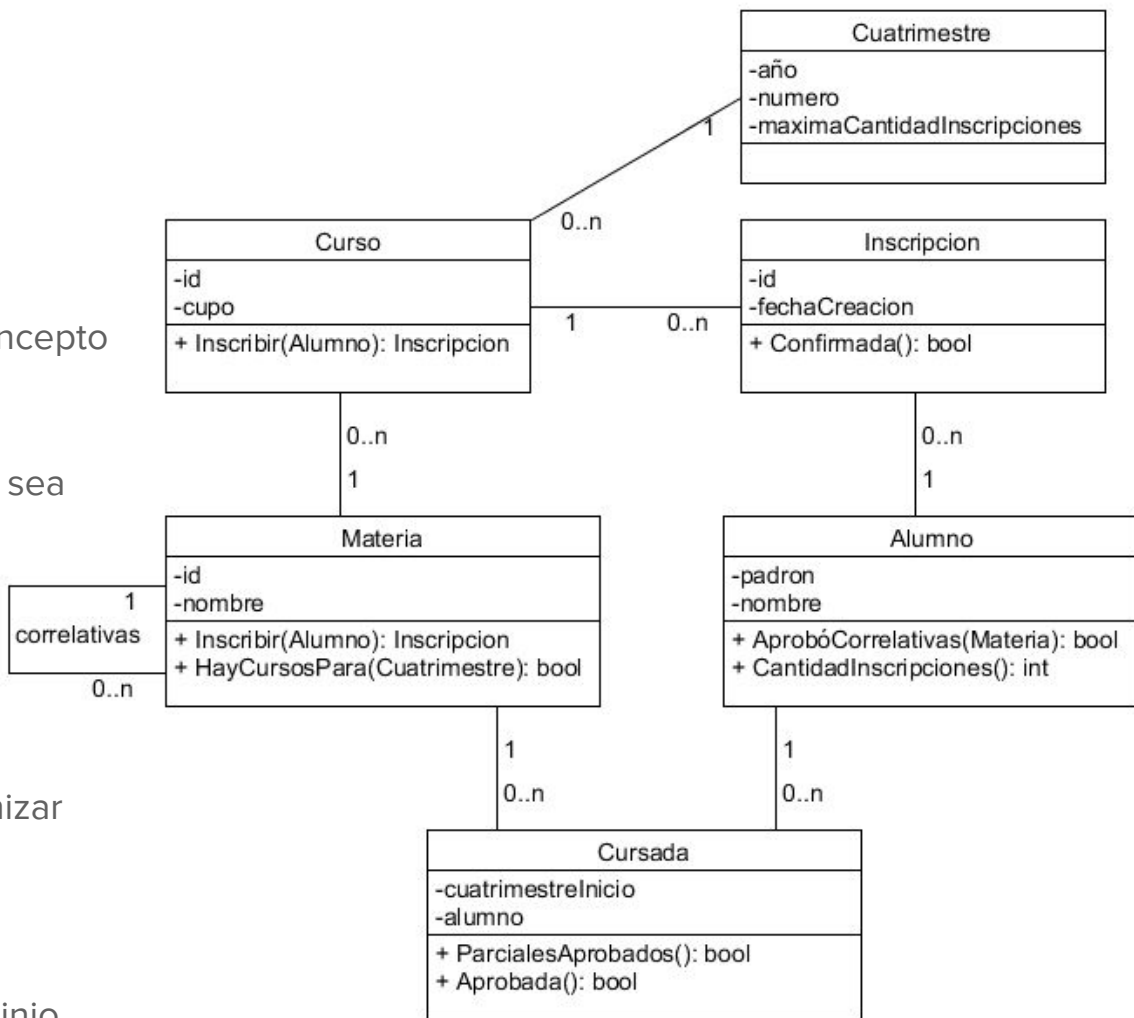 Cuatrimestre
-año
-numero
-maximaCantidadInscripciones
1
0..n
Curso
-id
-cupo
+ Inscribir(Alumno): Inscripcion
1
0..n
Inscripcion
-id
-fechaCreacion
+ Confirmada(): bool
ncepto
0..n
1
0..n
1
sea
Materia
-id
-nombre
+ Inscribir(Alumno): Inscripcion
+ HayCursosPara(Cuatrimestre): bool
1
correlativas
0..n
Alumno
-padron
-nombre
+ AprobóCorrelativas(Materia): bool
+ CantidadInscripciones(): int
1
0..n
1
0..n
nizar
Cursada
-cuatrimestreInicio
-alumno
+ ParcialesAprobados(): bool
+ Aprobada(): bool
inio